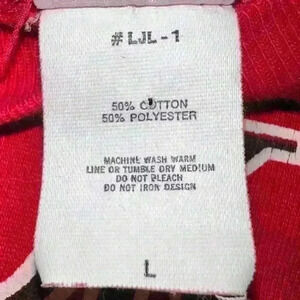 # LJL - 1
50% COTTON
50% POLYESTER
MACHINE WASH WARM
LINE OR TUMBLE DRY MEDIUM
DO NOT BLEACH
DO NOT IRON DESIGN
L